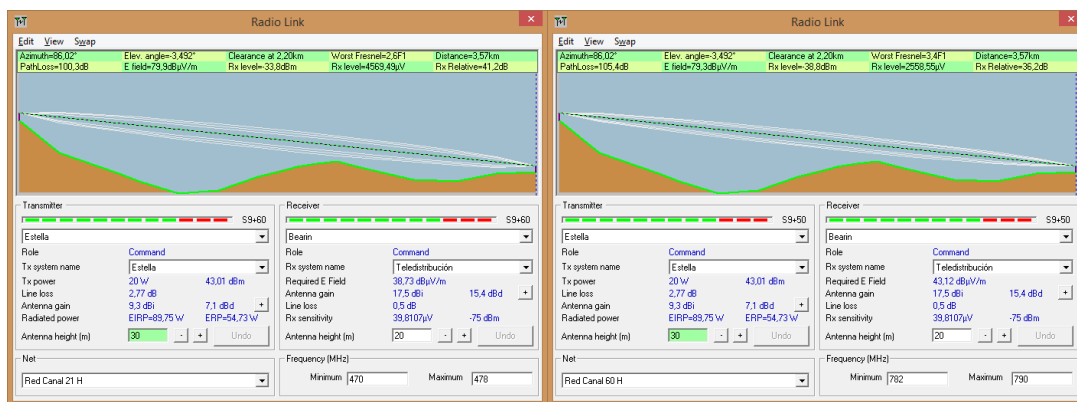 Radio Link
Edit View Swap
Azimuth=86,02° Elev. angle=-3,492° Clearance at 2,20km Worst Fresnel=2,6F1 Distance=3,57km
PathLoss=100,3dB E field=79,9dBµV/m Rx level=-33,8dBm Rx level=4569,49µV Rx Relative=41,2dB
Transmitter
S9+60
Estella
Role Command
Tx system name Estella
Tx power 20 W 43,01 dBm
Line loss 2,77 dB
Antenna gain 9,3 dBi 7,1 dBd +
Radiated power EIRP=89,75 W ERP=54,73 W
Antenna height (m) 30 - + Undo
Net
Red Canal 21 H
Receiver
S9+60
Bearin
Role Command
Rx system name Teledistribución
Required E Field 38,73 dBµV/m
Antenna gain 17,5 dBi 15,4 dBd +
Line loss 0,5 dB
Rx sensitivity 39,8107µV -75 dBm
Antenna height (m) 20 - + Undo
Frequency (MHz)
Minimum 470 Maximum 478
Radio Link
Edit View Swap
Azimuth=86,02° Elev. angle=-3,492° Clearance at 2,20km Worst Fresnel=3,4F1 Distance=3,57km
PathLoss=105,4dB E field=79,3dBµV/m Rx level=-38,8dBm Rx level=2558,55µV Rx Relative=36,2dB
Transmitter
S9+50
Estella
Role Command
Tx system name Estella
Tx power 20 W 43,01 dBm
Line loss 2,77 dB
Antenna gain 9,3 dBi 7,1 dBd +
Radiated power EIRP=89,75 W ERP=54,73 W
Antenna height (m) 30 - + Undo
Net
Red Canal 60 H
Receiver
S9+50
Bearin
Role Command
Rx system name Teledistribución
Required E Field 43,12 dBµV/m
Antenna gain 17,5 dBi 15,4 dBd +
Line loss 0,5 dB
Rx sensitivity 39,8107µV -75 dBm
Antenna height (m) 20 - + Undo
Frequency (MHz)
Minimum 782 Maximum 790